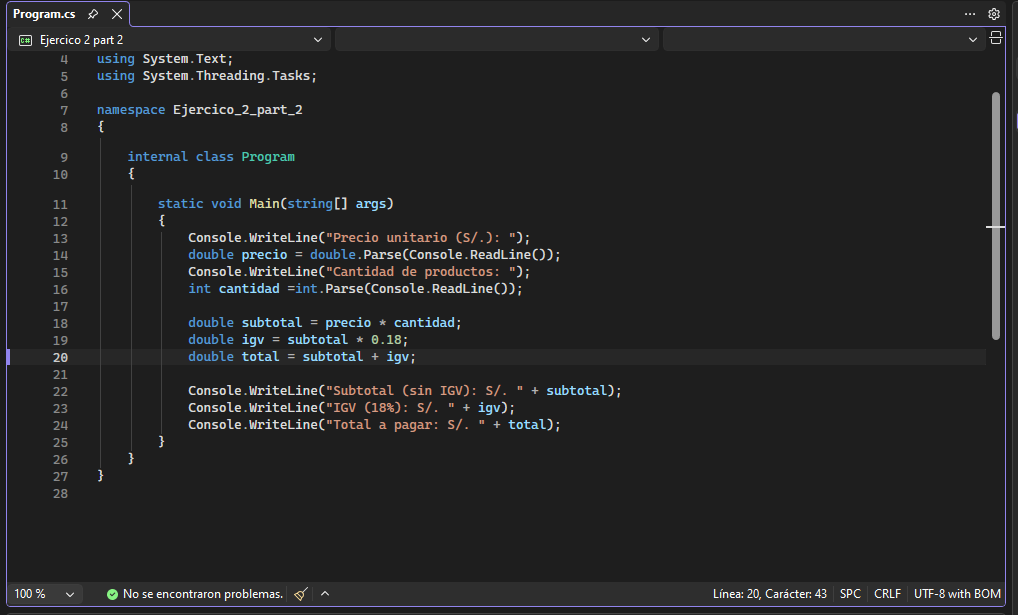 Program.cs
C# Ejercico 2 part 2
4 using System.Text;
5 using System.Threading.Tasks;
6
7 namespace Ejercico_2_part_2
8 {
9 internal class Program
10 {
11 static void Main(string[] args)
12 {
13 Console.WriteLine("Precio unitario (S/.): ");
14 double precio = double.Parse(Console.ReadLine());
15 Console.WriteLine("Cantidad de productos: ");
16 int cantidad =int.Parse(Console.ReadLine());
17
18 double subtotal = precio * cantidad;
19 double igv = subtotal * 0.18;
20 double total = subtotal + igv;
21
22 Console.WriteLine("Subtotal (sin IGV): S/. " + subtotal);
23 Console.WriteLine("IGV (18%): S/. " + igv);
24 Console.WriteLine("Total a pagar: S/. " + total);
25 }
26 }
27 }
28
100 % No se encontraron problemas. Línea: 20, Carácter: 43 SPC CRLF UTF-8 with BOM